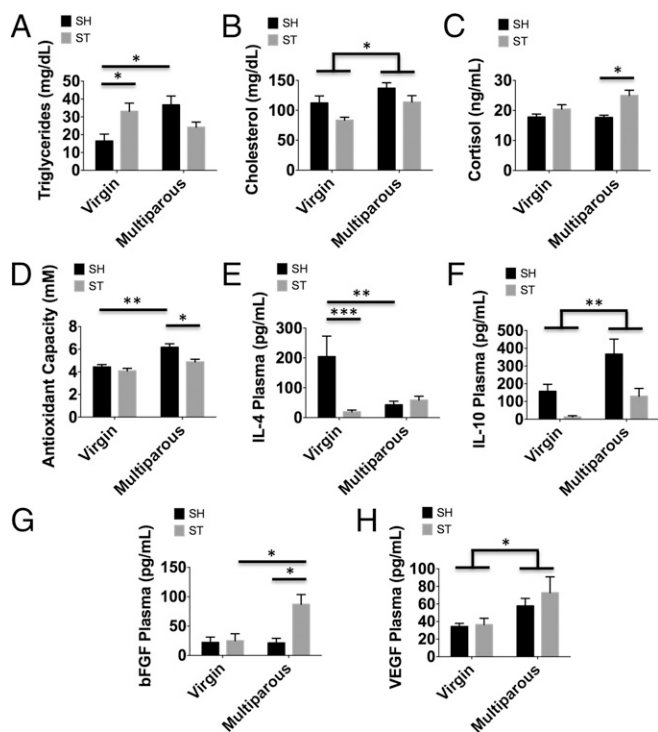 A
SH
ST
Triglycerides (mg/dL)
50
40
30
20
10
0
*
*
Virgin
Multiparous
B
SH
ST
Cholesterol (mg/dL)
200
150
100
50
0
*
Virgin
Multiparous
C
SH
ST
Cortisol (ng/mL)
40
30
20
10
0
*
Virgin
Multiparous
D
SH
ST
Antioxidant Capacity (mM)
8
6
4
2
0
**
*
Virgin
Multiparous
E
SH
ST
IL-4 Plasma (pg/mL)
300
200
100
0
**
***
Virgin
Multiparous
F
SH
ST
IL-10 Plasma (pg/mL)
500
400
300
200
100
0
**
Virgin
Multiparous
G
SH
ST
bFGF Plasma (pg/mL)
150
100
50
0
*
*
Virgin
Multiparous
H
SH
ST
VEGF Plasma (pg/mL)
100
80
60
40
20
0
*
Virgin
Multiparous